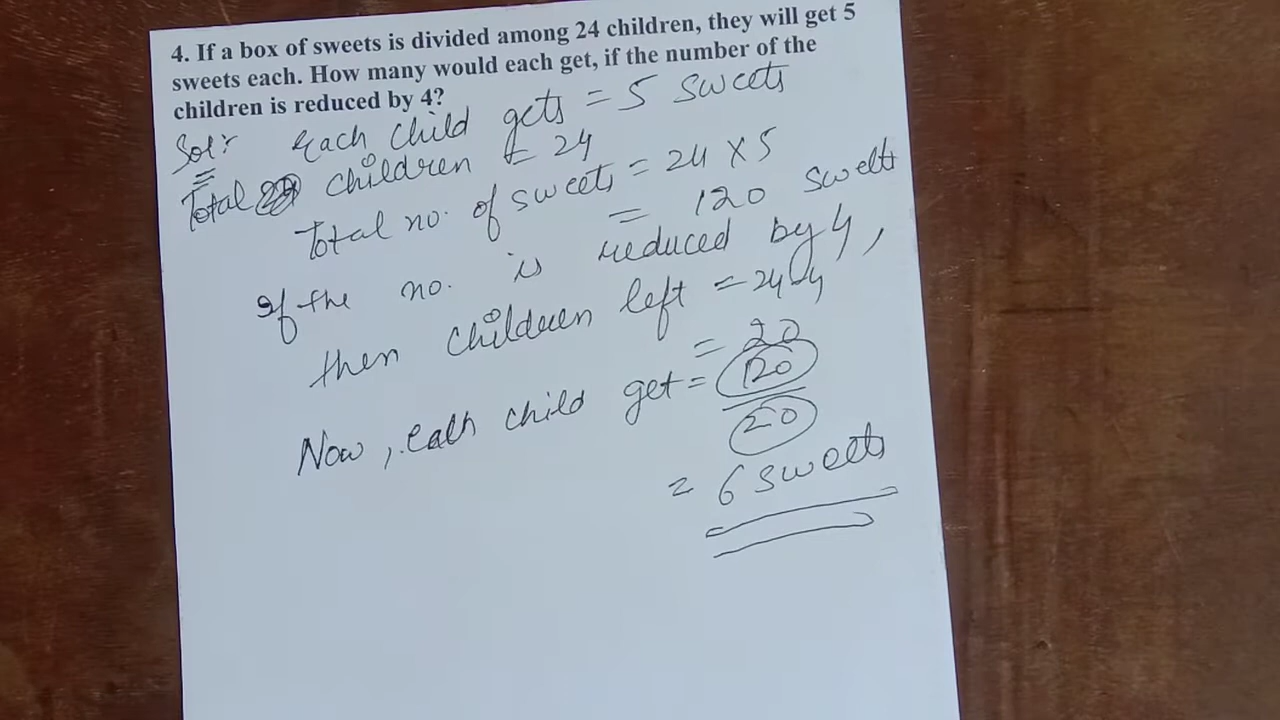 4. If a box of sweets is divided among 24 children, they will get 5
sweets each. How many would each get, if the number of the
children is reduced by 4?
Sol: Each child gets = 5 sweets
Total children = 24
Total no. of sweets = 24 × 5
= 120 sweets
If the no. is reduced by 4,
then children left = 24-4
= 20
Now, each child get = 120
20
= 6 sweets